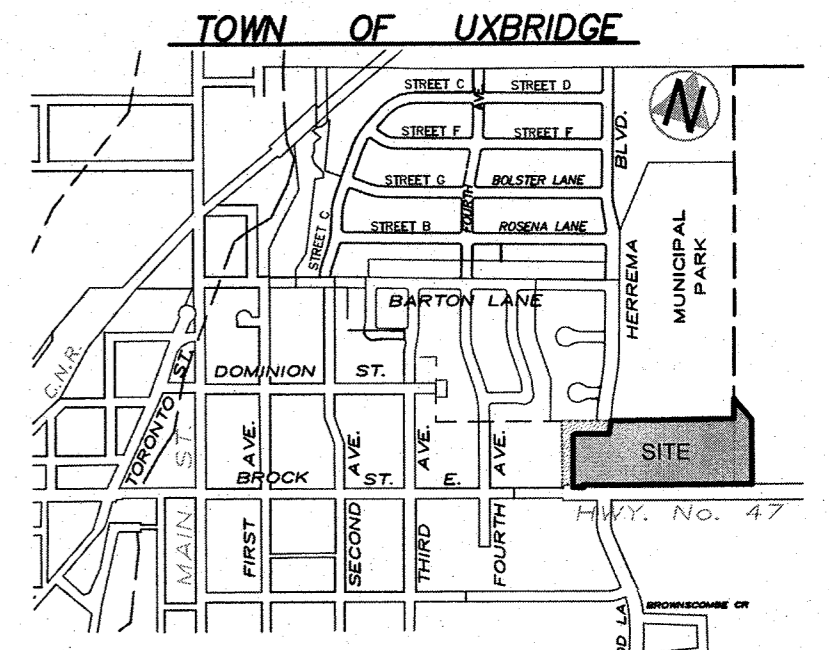 TOWN OF UXBRIDGE
STREET C
AVE.
STREET D
N
STREET F
STREET F
BLVD.
STREET G
BOLSTER LANE
FOURTH
STREET B
ROSENA LANE
STREET C
HERREMA
MUNICIPAL
PARK
BARTON LANE
C.N.R.
TORONTO ST.
DOMINION ST.
MAIN ST.
FIRST AVE.
SECOND AVE.
THIRD AVE.
FOURTH AVE.
BROCK ST. E.
SITE
HWY. No. 47
BROWNSCOMBE CR